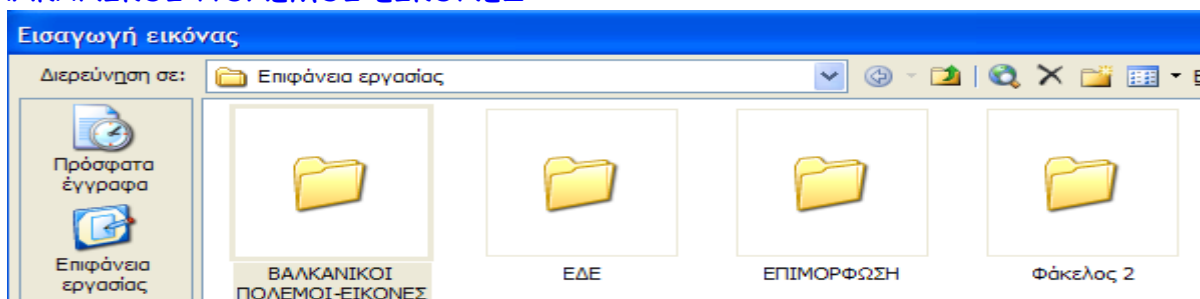 Εισαγωγή εικόνας
Διερεύνηση σε: Επιφάνεια εργασίας
Πρόσφατα
έγγραφα
Επιφάνεια
εργασίας
ΒΑΛΚΑΝΙΚΟΙ
ΠΟΛΕΜΟΙ-ΕΙΚΟΝΕΣ
ΕΔΕ
ΕΠΙΜΟΡΦΩΣΗ
Φάκελος 2